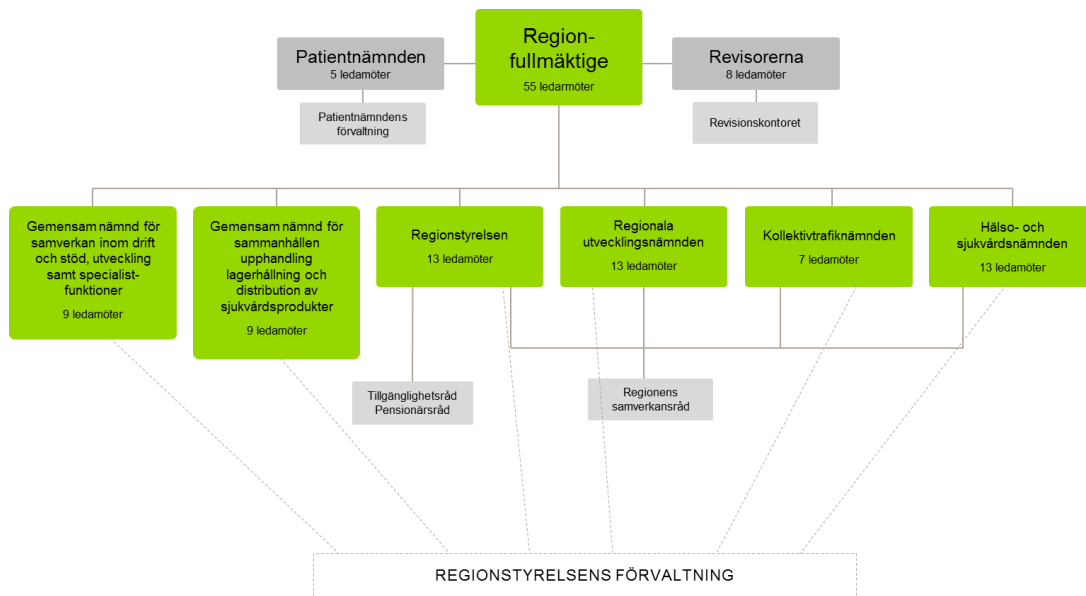 Patientnämnden
5 ledamöter
Region-
fullmäktige
55 ledarmöter
Revisorerna
8 ledamöter
Patientnämndens
förvaltning
Revisionskontoret
Gemensam nämnd för
samverkan inom drift
och stöd, utveckling
samt specialist-
funktioner
9 ledamöter
Gemensam nämnd för
sammanhållen
upphandling
lagerhållning och
distribution av
sjukvårdsprodukter
9 ledamöter
Regionstyrelsen
13 ledamöter
Regionala
utvecklingsnämnden
13 ledamöter
Kollektivtrafiknämnden
7 ledamöter
Hälso- och
sjukvårdsnämnden
13 ledamöter
Tillgänglighetsråd
Pensionärsråd
Regionens
samverkansråd
REGIONSTYRELSENS FÖRVALTNING